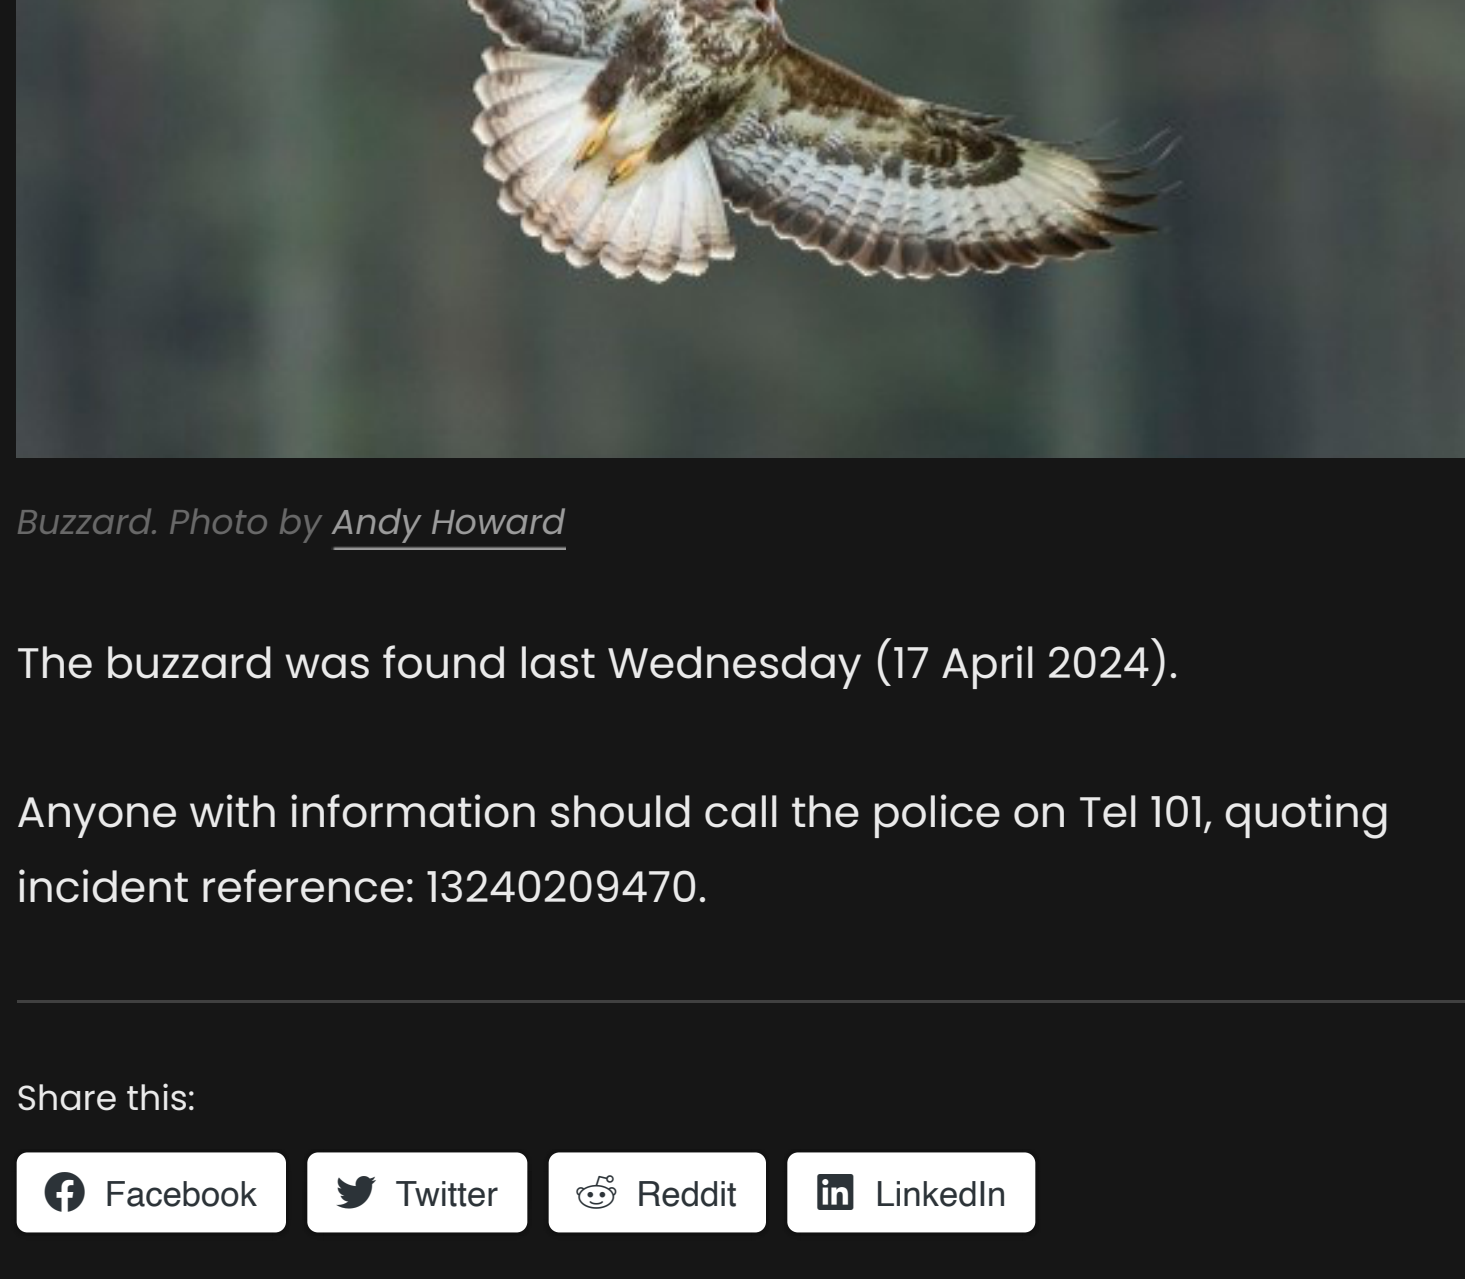 Buzzard. Photo by Andy Howard
The buzzard was found last Wednesday (17 April 2024).
Anyone with information should call the police on Tel 101, quoting
incident reference: 13240209470.
Share this:
Facebook Twitter Reddit LinkedIn